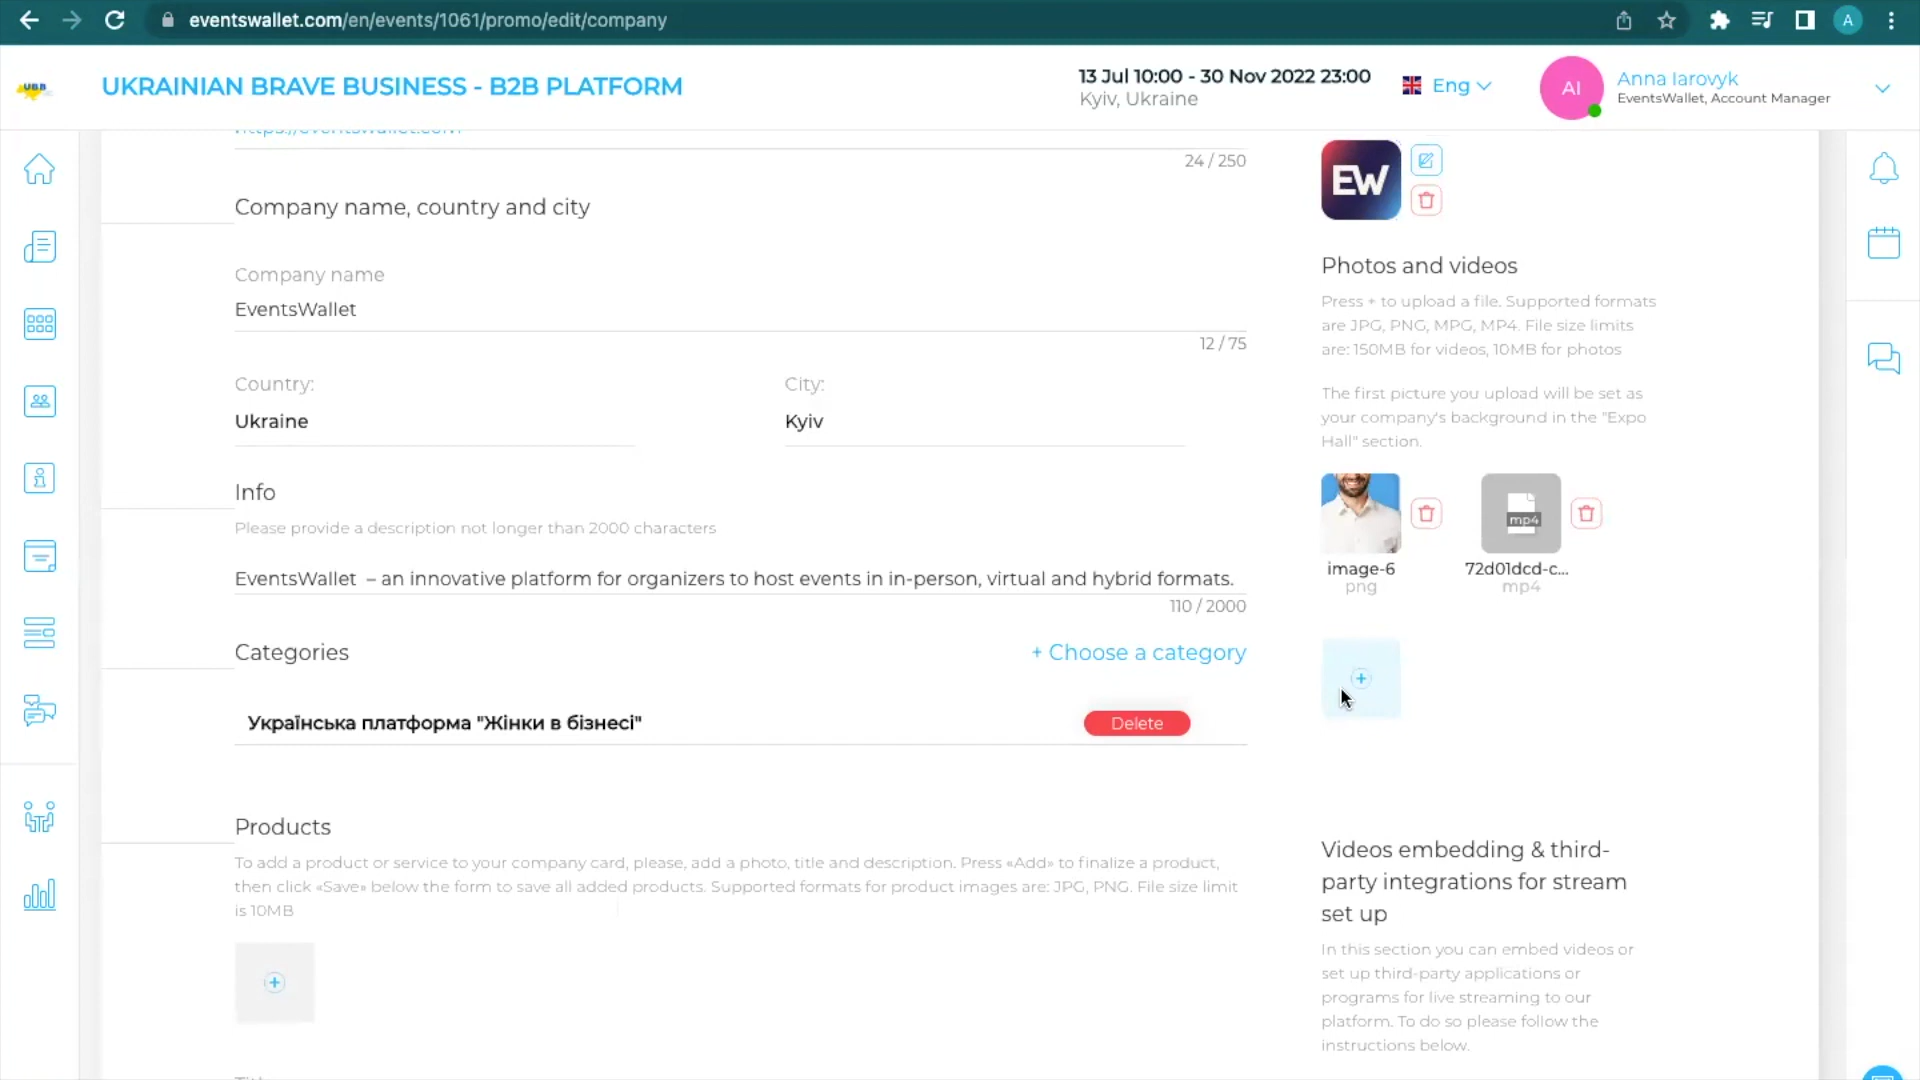 eventswallet.com/en/events/1061/promo/edit/company
A
UBB
UKRAINIAN BRAVE BUSINESS - B2B PLATFORM
13 Jul 10:00 - 30 Nov 2022 23:00
Kyiv, Ukraine
Eng
AI
Anna Iarovyk
EventsWallet, Account Manager
https://eventswallet.com/
24 / 250
Company name, country and city
Company name
EventsWallet
12 / 75
Country:
Ukraine
City:
Kyiv
Info
Please provide a description not longer than 2000 characters
EventsWallet – an innovative platform for organizers to host events in in-person, virtual and hybrid formats.
110 / 2000
Categories
+ Choose a category
Українська платформа "Жінки в бізнесі"
Delete
Products
To add a product or service to your company card, please, add a photo, title and description. Press «Add» to finalize a product,
then click «Save» below the form to save all added products. Supported formats for product images are: JPG, PNG. File size limit
is 10MB
EW
Photos and videos
Press + to upload a file. Supported formats
are JPG, PNG, MPG, MP4. File size limits
are: 150MB for videos, 10MB for photos
The first picture you upload will be set as
your company's background in the "Expo
Hall" section.
mp4
image-6
png
72d01dcd-c...
mp4
Videos embedding & third-
party integrations for stream
set up
In this section you can embed videos or
set up third-party applications or
programs for live streaming to our
platform. To do so please follow the
instructions below.